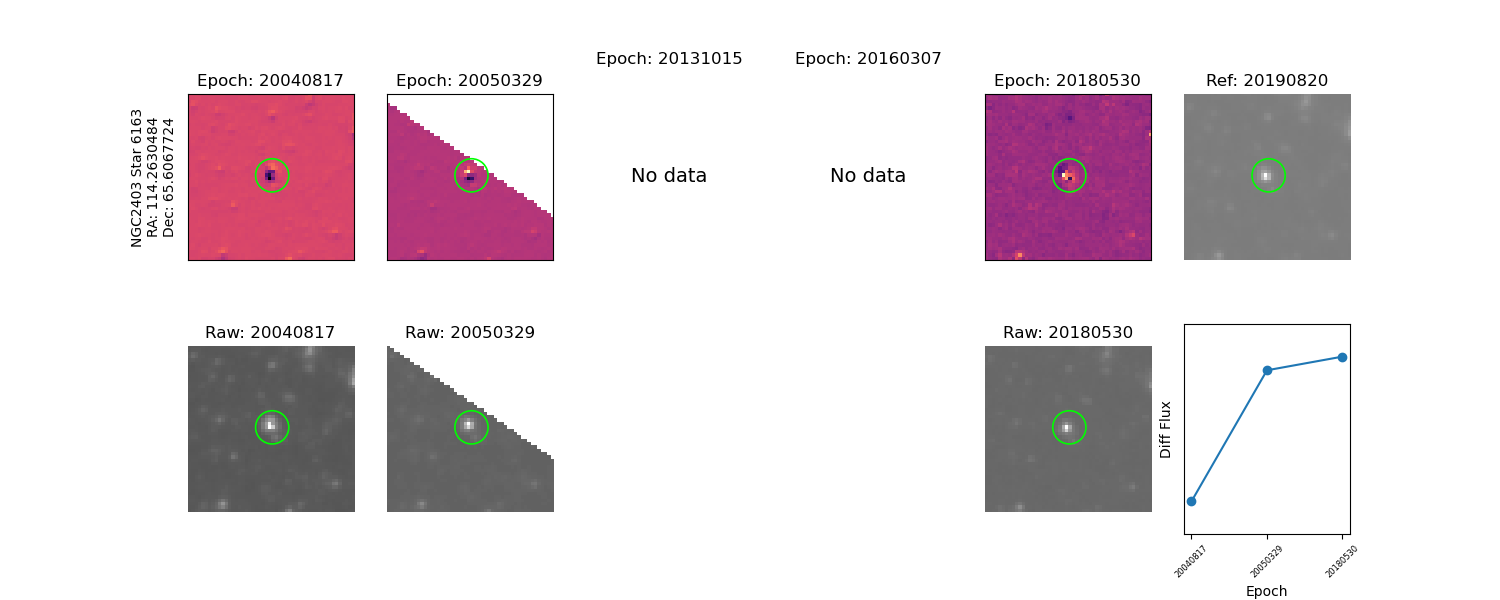 Epoch: 20131015
Epoch: 20160307
Epoch: 20040817
Epoch: 20050329
Epoch: 20180530
Ref: 20190820
NGC2403 Star 6163
RA: 114.2630484
Dec: 65.6067724
No data
No data
Raw: 20040817
Raw: 20050329
Raw: 20180530
Diff Flux
20040817
20050329
20180530
Epoch